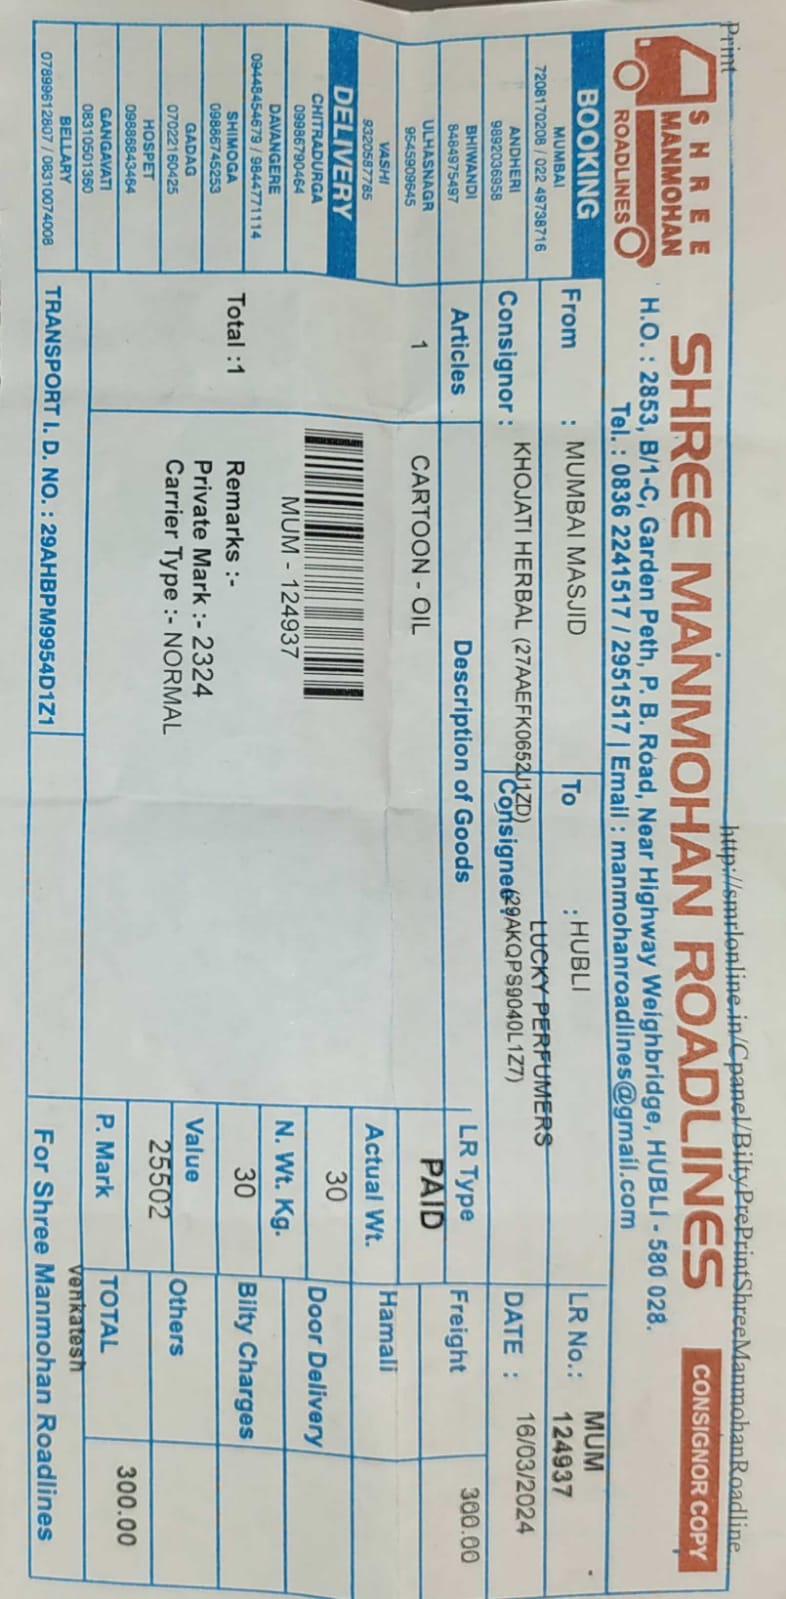 Print
http://smrlonline.in/Cpanel/BiltyPrePrintShreeManmohanRoadline
SHREE
MANMOHAN
ROADLINES
SHREE MANMOHAN ROADLINES
CONSIGNOR COPY
H.O. : 2853, B/1-C, Garden Peth, P. B. Road, Near Highway Weighbridge, HUBLI - 580 028.
Tel. : 0836 2241517 / 2951517 | Email : manmohanroadlines@gmail.com
BOOKING
MUMBAI
7208170208 / 022 49738716
ANDHERI
9892036958
BHIWANDI
8484975497
ULHASNAGR
9545909645
VASHI
9320587785
DELIVERY
CHITRADURGA
09986790464
DAVANGERE
09448454679 / 9844771114
SHIMOGA
09866745253
GADAG
07022160425
HOSPET
09886843464
GANGAVATI
08310501360
BELLARY
07899612807 / 08310074008
From : MUMBAI MASJID
To : HUBLI
LR No.: MUM
124937
Consignor : KHOJATI HERBAL (27AAEFK0652J1ZD)
Consignee : LUCKY PERFUMERS
(29AKQPS9040L1Z7)
DATE : 16/03/2024
Articles
Description of Goods
LR Type
Freight 300.00
1
CARTOON - OIL
PAID
Actual Wt.
Hamali
30
Door Delivery
MUM - 124937
N. Wt. Kg.
30
Bilty Charges
Total :1
Remarks :-
Private Mark :- 2324
Carrier Type :- NORMAL
Value
25502
Others
P. Mark
TOTAL 300.00
venkatesh
TRANSPORT I. D. NO. : 29AHBPM9954D1Z1
For Shree Manmohan Roadlines